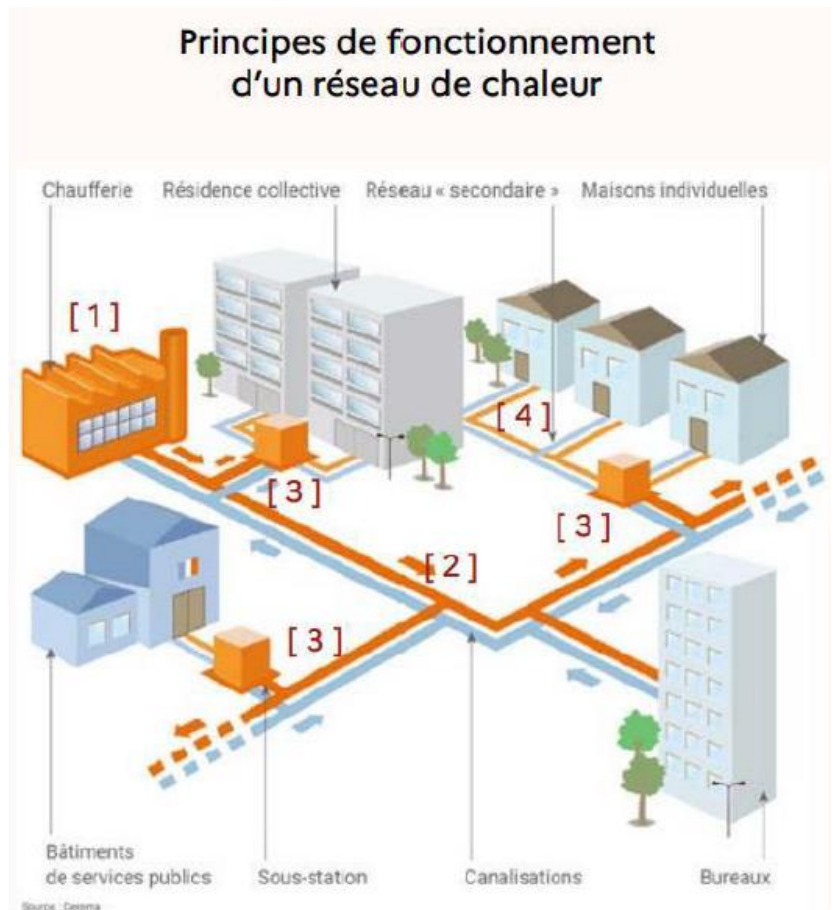 Principes de fonctionnement
d'un réseau de chaleur
Chaufferie Résidence collective Réseau « secondaire » Maisons individuelles
[1]
[4]
[3]
[3]
[2]
[3]
Bâtiments
de services publics Sous-station Canalisations Bureaux
Source : Cerema